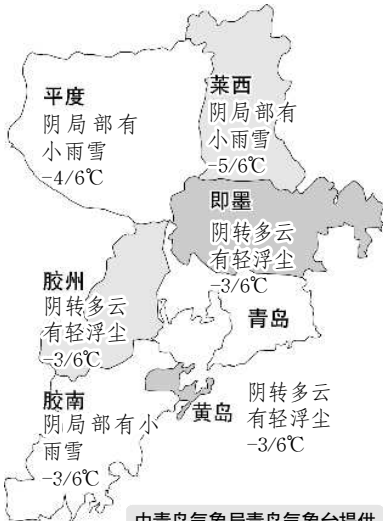 平度
阴局部有
小雨雪
-4/6℃
莱西
阴局部有
小雨雪
-5/6℃
即墨
阴转多云
有轻浮尘
-3/6℃
胶州
阴转多云
有轻浮尘
-3/6℃
青岛
胶南
阴局部有小
雨雪
-3/6℃
黄岛
阴转多云
有轻浮尘
-3/6℃
由青岛气象局青岛气象台提供